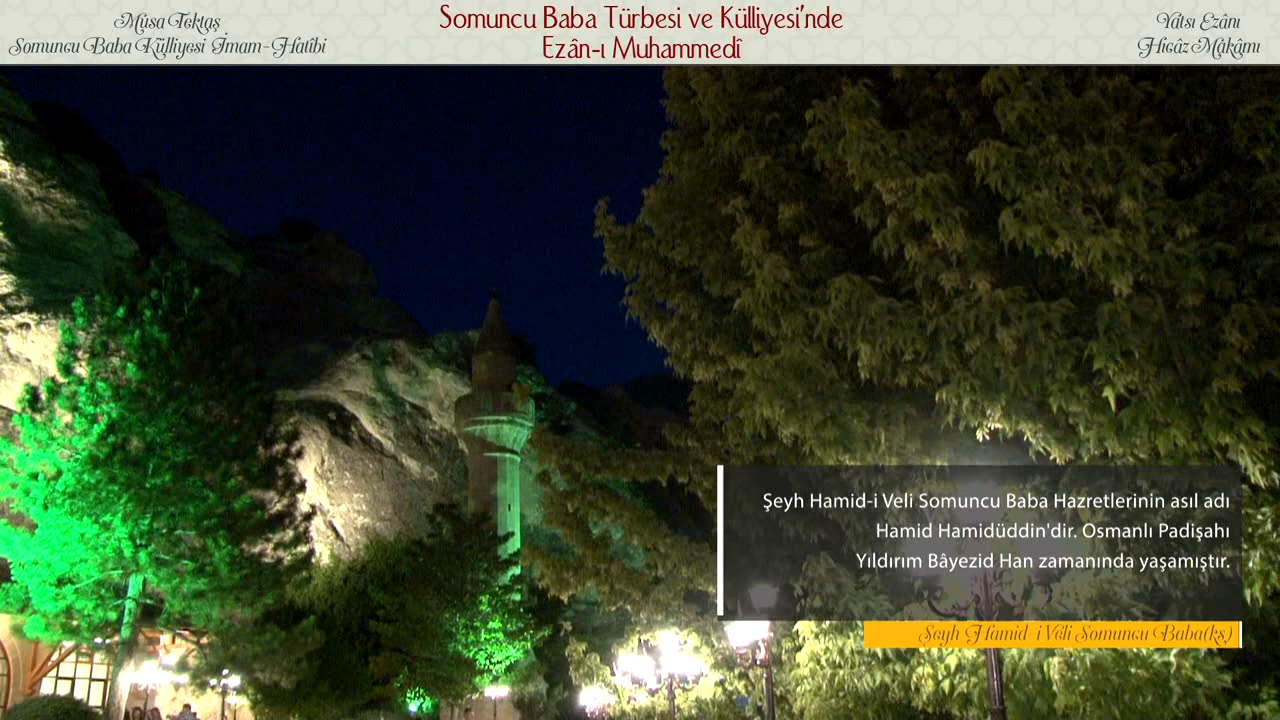 Mûsa Tektaş
Somuncu Baba Külliyesi İmam-Hatîbi
Somuncu Baba Türbesi ve Külliyesi'nde
Ezân-ı Muhammedî
Yatsı Ezânı
Hicâz Makâmı
Şeyh Hamid-i Veli Somuncu Baba Hazretlerinin asıl adı
Hamid Hamidüddin'dir. Osmanlı Padişahı
Yıldırım Bâyezid Han zamanında yaşamıştır.
Şeyh Hamid i Veli Somuncu Baba(ks)